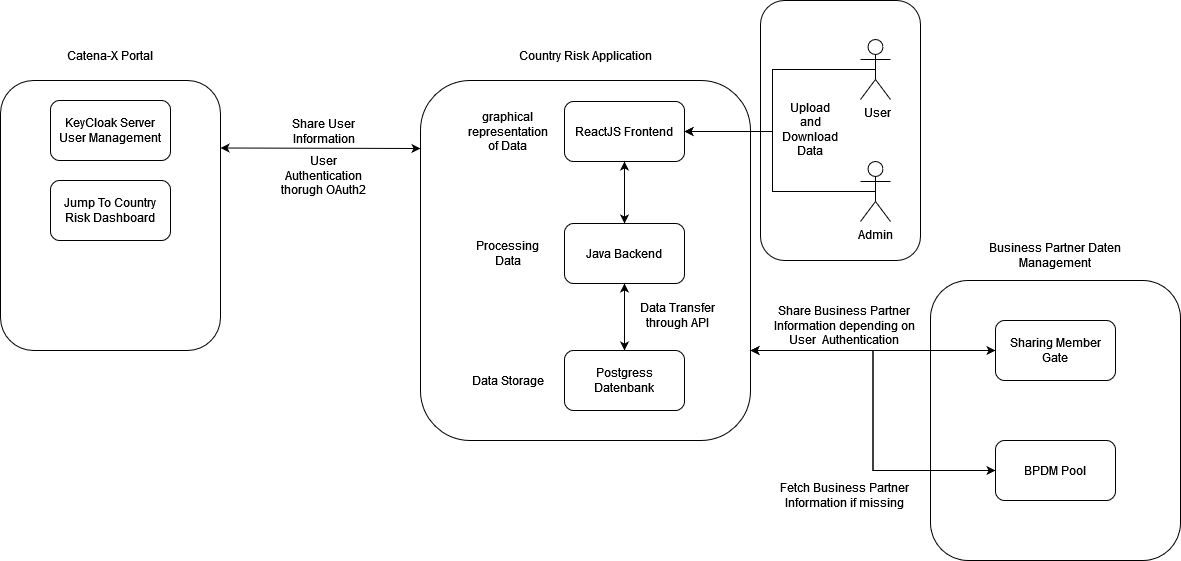 Catena-X Portal
KeyCloak Server
User Management
Jump To Country
Risk Dashboard
Share User
Information
User
Authentication
thorugh OAuth2
Country Risk Application
graphical
representation
of Data
ReactJS Frontend
Processing
Data
Java Backend
Data Transfer
through API
Data Storage
Postgress
Datenbank
Upload
and
Download
Data
User
Admin
Business Partner Daten
Management
Share Business Partner
Information depending on
User Authentication
Sharing Member
Gate
BPDM Pool
Fetch Business Partner
Information if missing